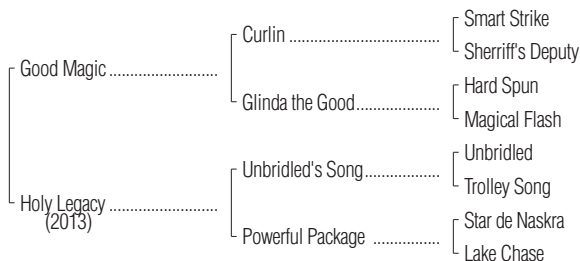 Smart Strike
Curlin ........................................
Sherriff's Deputy
Good Magic ............................
Hard Spun
Glinda the Good......................
Magical Flash
Unbridled
Unbridled's Song....................
Trolley Song
Holy Legacy ............................
(2013)
Star de Naskra
Powerful Package .................
Lake Chase